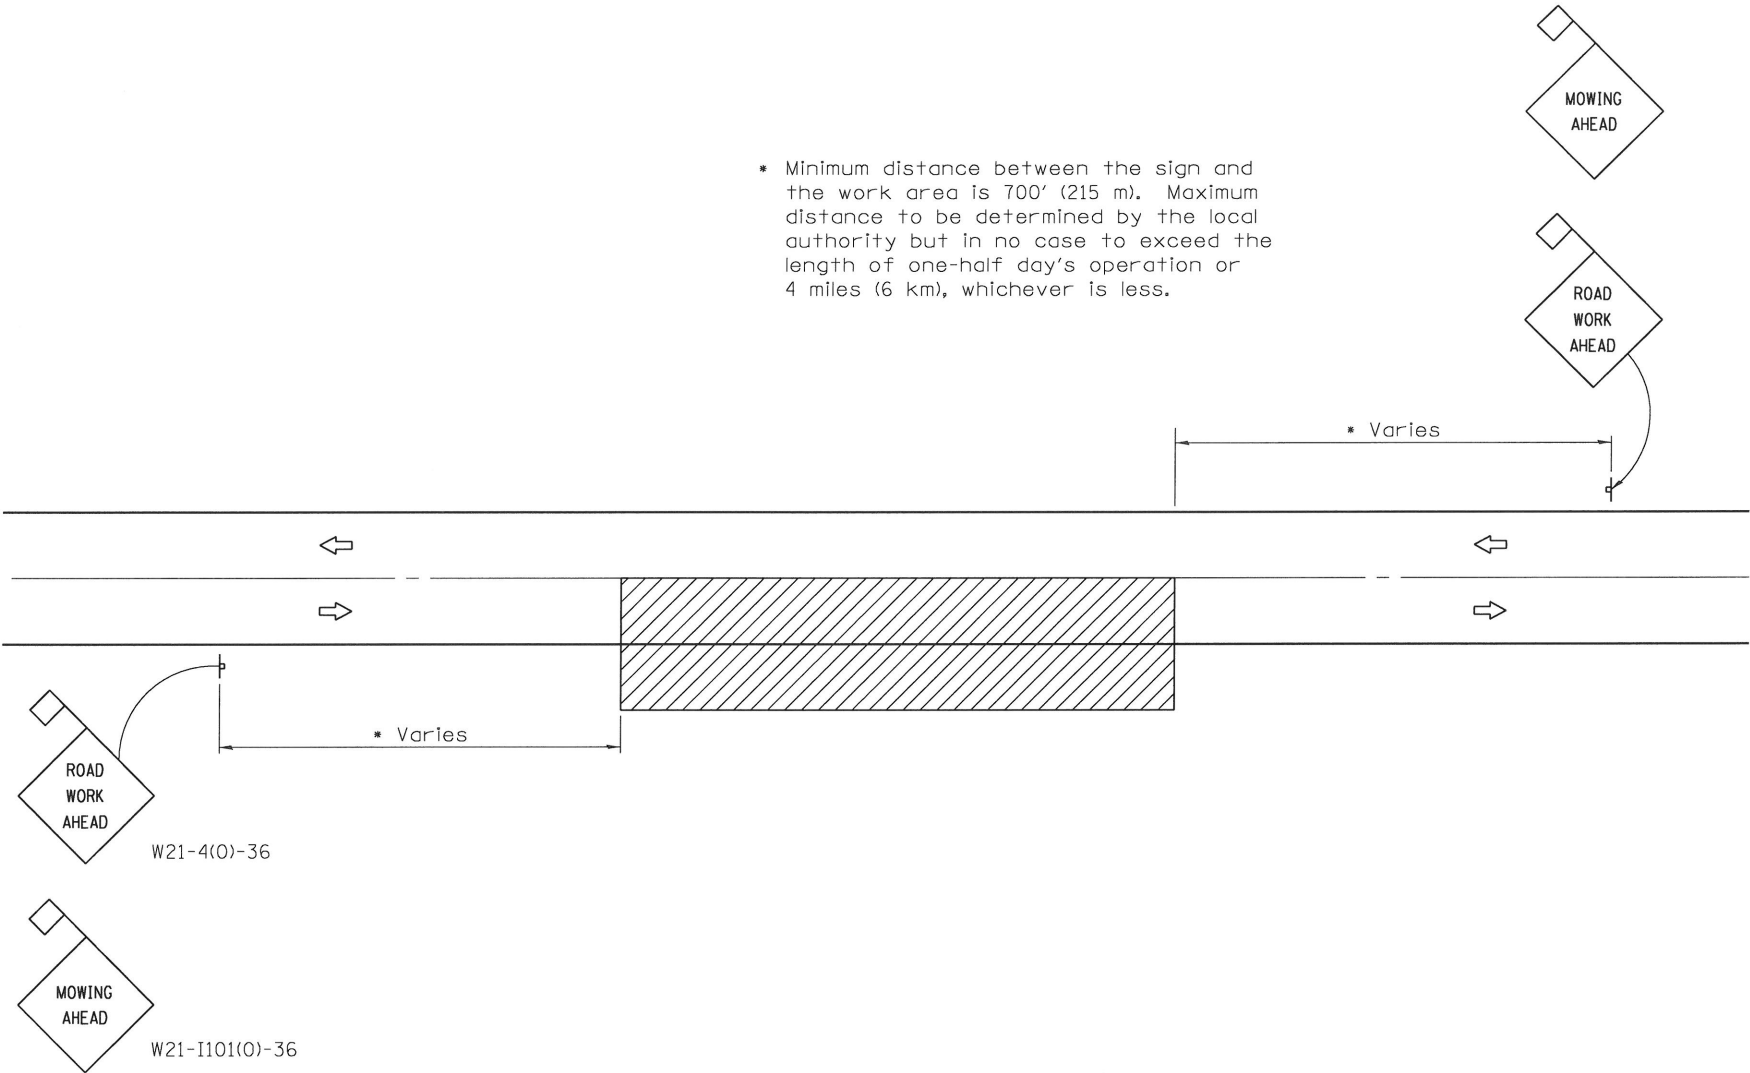 MOWING
AHEAD
* Minimum distance between the sign and
the work area is 700' (215 m). Maximum
distance to be determined by the local
authority but in no case to exceed the
length of one-half day's operation or
4 miles (6 km), whichever is less.
ROAD
WORK
AHEAD
* Varies
* Varies
ROAD
WORK
AHEAD
W21-4(O)-36
MOWING
AHEAD
W21-I101(O)-36